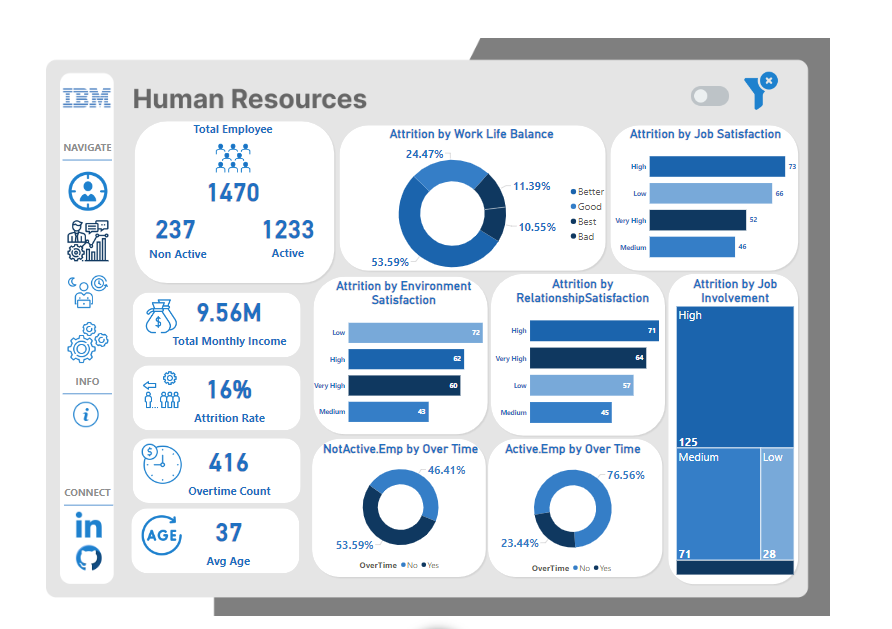 IBM
Human Resources
NAVIGATE
INFO
CONNECT
in
Total Employee
1470
237
1233
Non Active
Active
Attrition by Work Life Balance
24.47%
11.39%
10.55%
53.59%
Better
Good
Best
Bad
Attrition by Job Satisfaction
High
73
Low
66
Very High
52
Medium
46
$
9.56M
Total Monthly Income
16%
Attrition Rate
$
416
Overtime Count
AGE
37
Avg Age
Attrition by Environment
Satisfaction
Low
72
High
62
Very High
60
Medium
43
Attrition by
RelationshipSatisfaction
High
71
Very High
64
Low
57
Medium
45
Attrition by Job
Involvement
High
125
Medium
Low
71
28
NotActive.Emp by Over Time
46.41%
53.59%
OverTime No Yes
Active.Emp by Over Time
76.56%
23.44%
OverTime No Yes